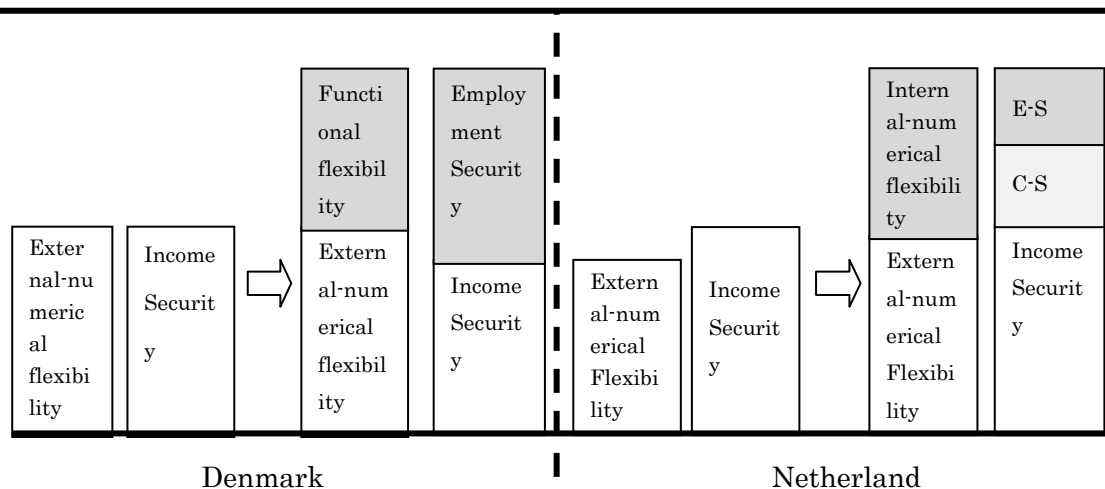 Exter
nal-nu
meric
al
flexibi
lity
Income
Securit
y
Functi
onal
flexibil
ity
Extern
al-num
erical
flexibil
ity
Employ
ment
Securit
y
Income
Securit
y
Extern
al-num
erical
Flexibi
lity
Income
Securit
y
Intern
al-num
erical
flexibili
ty
Extern
al-num
erical
Flexibi
lity
E-S
C-S
Income
Securit
y
Denmark
Netherland